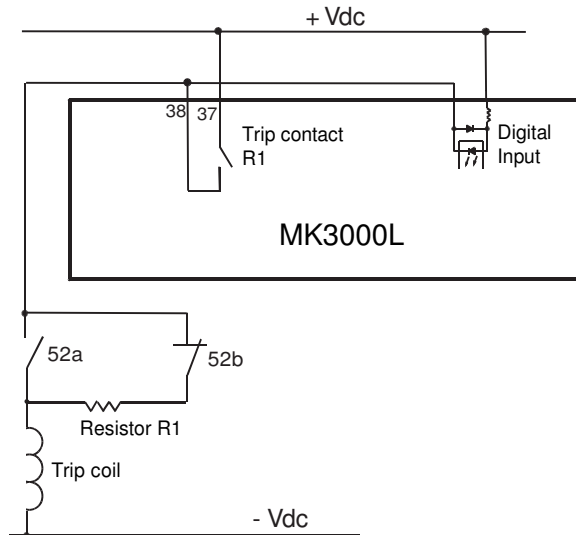 + Vdc
38 37
Trip contact
R1
Digital
Input
MK3000L
52a
52b
Resistor R1
Trip coil
- Vdc